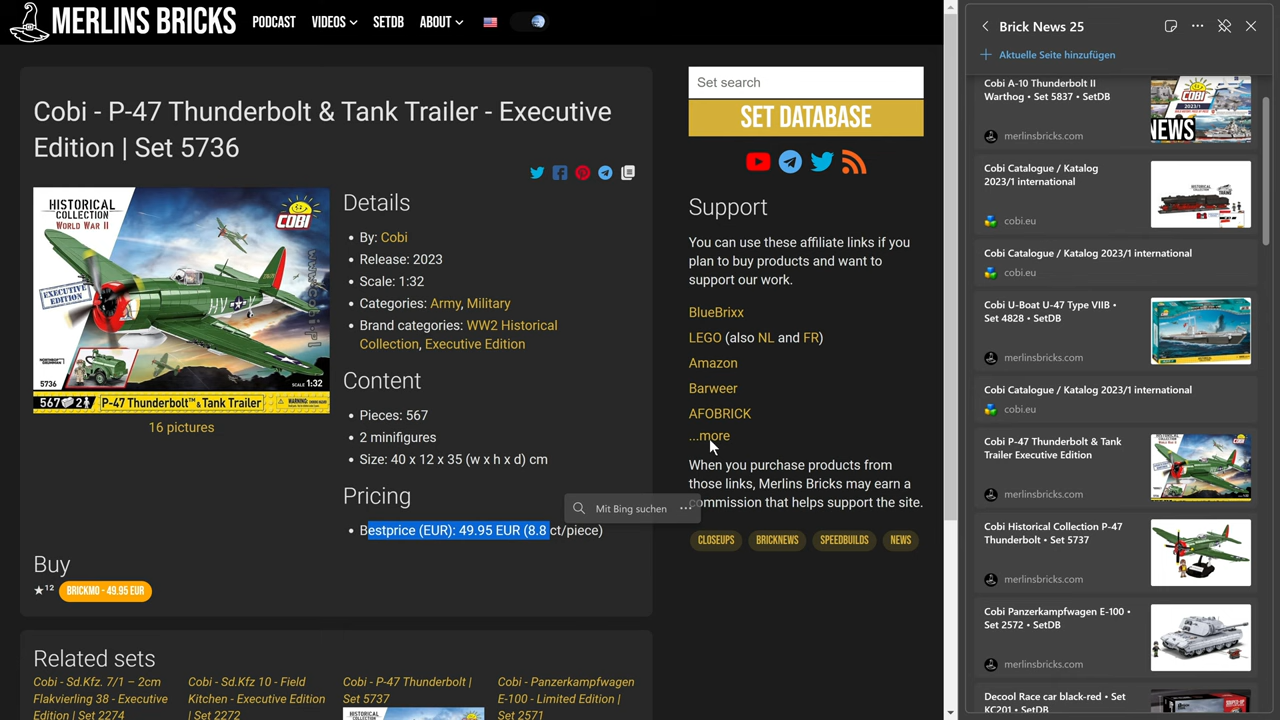 MERLINS BRICKS
PODCAST
VIDEOS
SETDB
ABOUT
Cobi - P-47 Thunderbolt & Tank Trailer - Executive
Edition | Set 5736
HISTORICAL
COLLECTION
WORLD WAR II
COBI
EXECUTIVE
EDITION
HV
5736
SCALE 1:32
567
2
P-47 Thunderbolt™ & Tank Trailer
16 pictures
Details
• By: Cobi
• Release: 2023
• Scale: 1:32
• Categories: Army, Military
• Brand categories: WW2 Historical
Collection, Executive Edition
Content
• Pieces: 567
• 2 minifigures
• Size: 40 x 12 x 35 (w x h x d) cm
Pricing
• Bestprice (EUR): 49.95 EUR (8.8 ct/piece)
Mit Bing suchen
Buy
★12
BRICKMO - 49.95 EUR
Related sets
Cobi - Sd.Kfz. 7/1 – 2cm
Flakvierling 38 - Executive
Edition | Set 2274
Cobi - Sd.Kfz 10 - Field
Kitchen - Executive Edition
| Set 2272
Cobi - P-47 Thunderbolt |
Set 5737
Cobi - Panzerkampfwagen
E-100 - Limited Edition |
Set 2571
Set search
SET DATABASE
Support
You can use these affiliate links if you
plan to buy products and want to
support our work.
BlueBrixx
LEGO (also NL and FR)
Amazon
Barweer
AFOBRICK
...more
When you purchase products from
those links, Merlins Bricks may earn a
commission that helps support the site.
CLOSEUPS
BRICKNEWS
SPEEDBUILDS
NEWS
Brick News 25
Aktuelle Seite hinzufügen
Cobi A-10 Thunderbolt II
Warthog • Set 5837 • SetDB
merlinsbricks.com
COBI
2023/1
NEWS
Cobi Catalogue / Katalog
2023/1 international
cobi.eu
Cobi Catalogue / Katalog 2023/1 international
cobi.eu
Cobi U-Boat U-47 Type VIIB •
Set 4828 • SetDB
merlinsbricks.com
Cobi Catalogue / Katalog 2023/1 international
cobi.eu
Cobi P-47 Thunderbolt & Tank
Trailer Executive Edition
merlinsbricks.com
Cobi Historical Collection P-47
Thunderbolt • Set 5737
merlinsbricks.com
Cobi Panzerkampfwagen E-100 •
Set 2572 • SetDB
merlinsbricks.com
Decool Race car black-red • Set
KC201 • SetDB